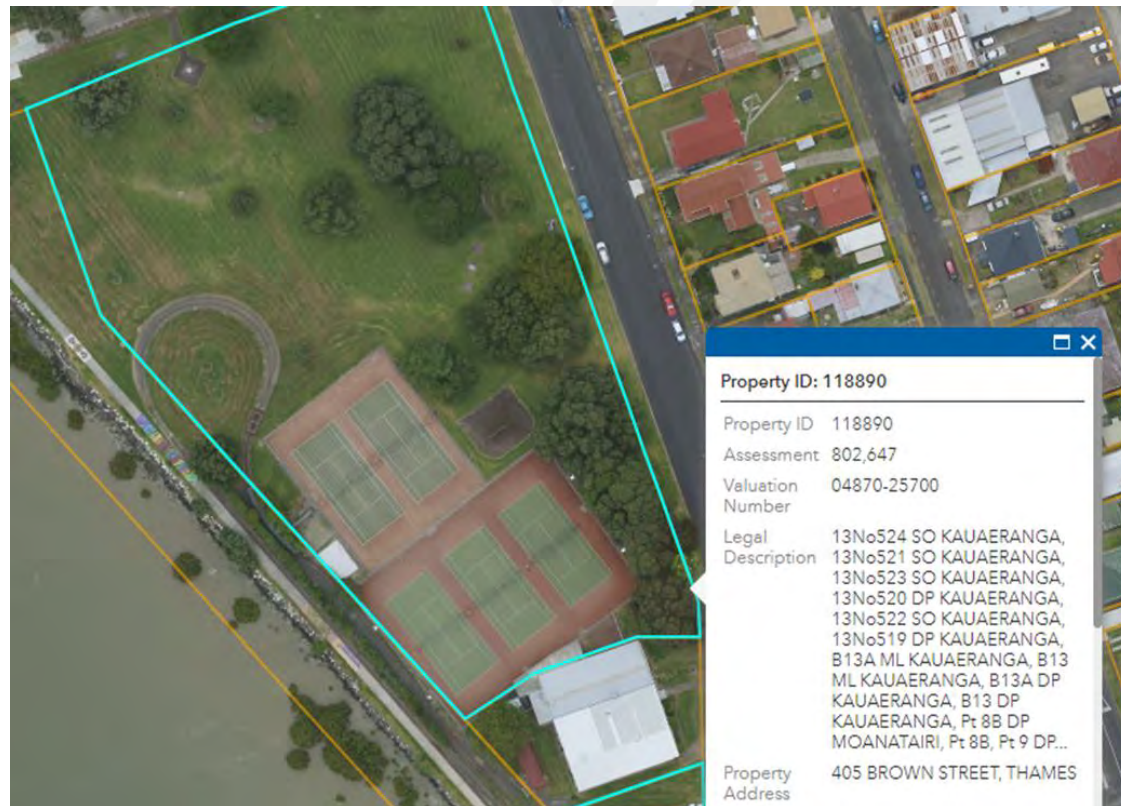 Property ID: 118890
Property ID 118890
Assessment 802,647
Valuation Number 04870-25700
Legal Description 13No524 SO KAUAERANGA,
13No521 SO KAUAERANGA,
13No523 SO KAUAERANGA,
13No520 DP KAUAERANGA,
13No522 SO KAUAERANGA,
13No519 DP KAUAERANGA,
B13A ML KAUAERANGA, B13
ML KAUAERANGA, B13A DP
KAUAERANGA, B13 DP
KAUAERANGA, Pt 8B DP
MOANATAIRI, Pt 8B, Pt 9 DP...
Property Address 405 BROWN STREET, THAMES